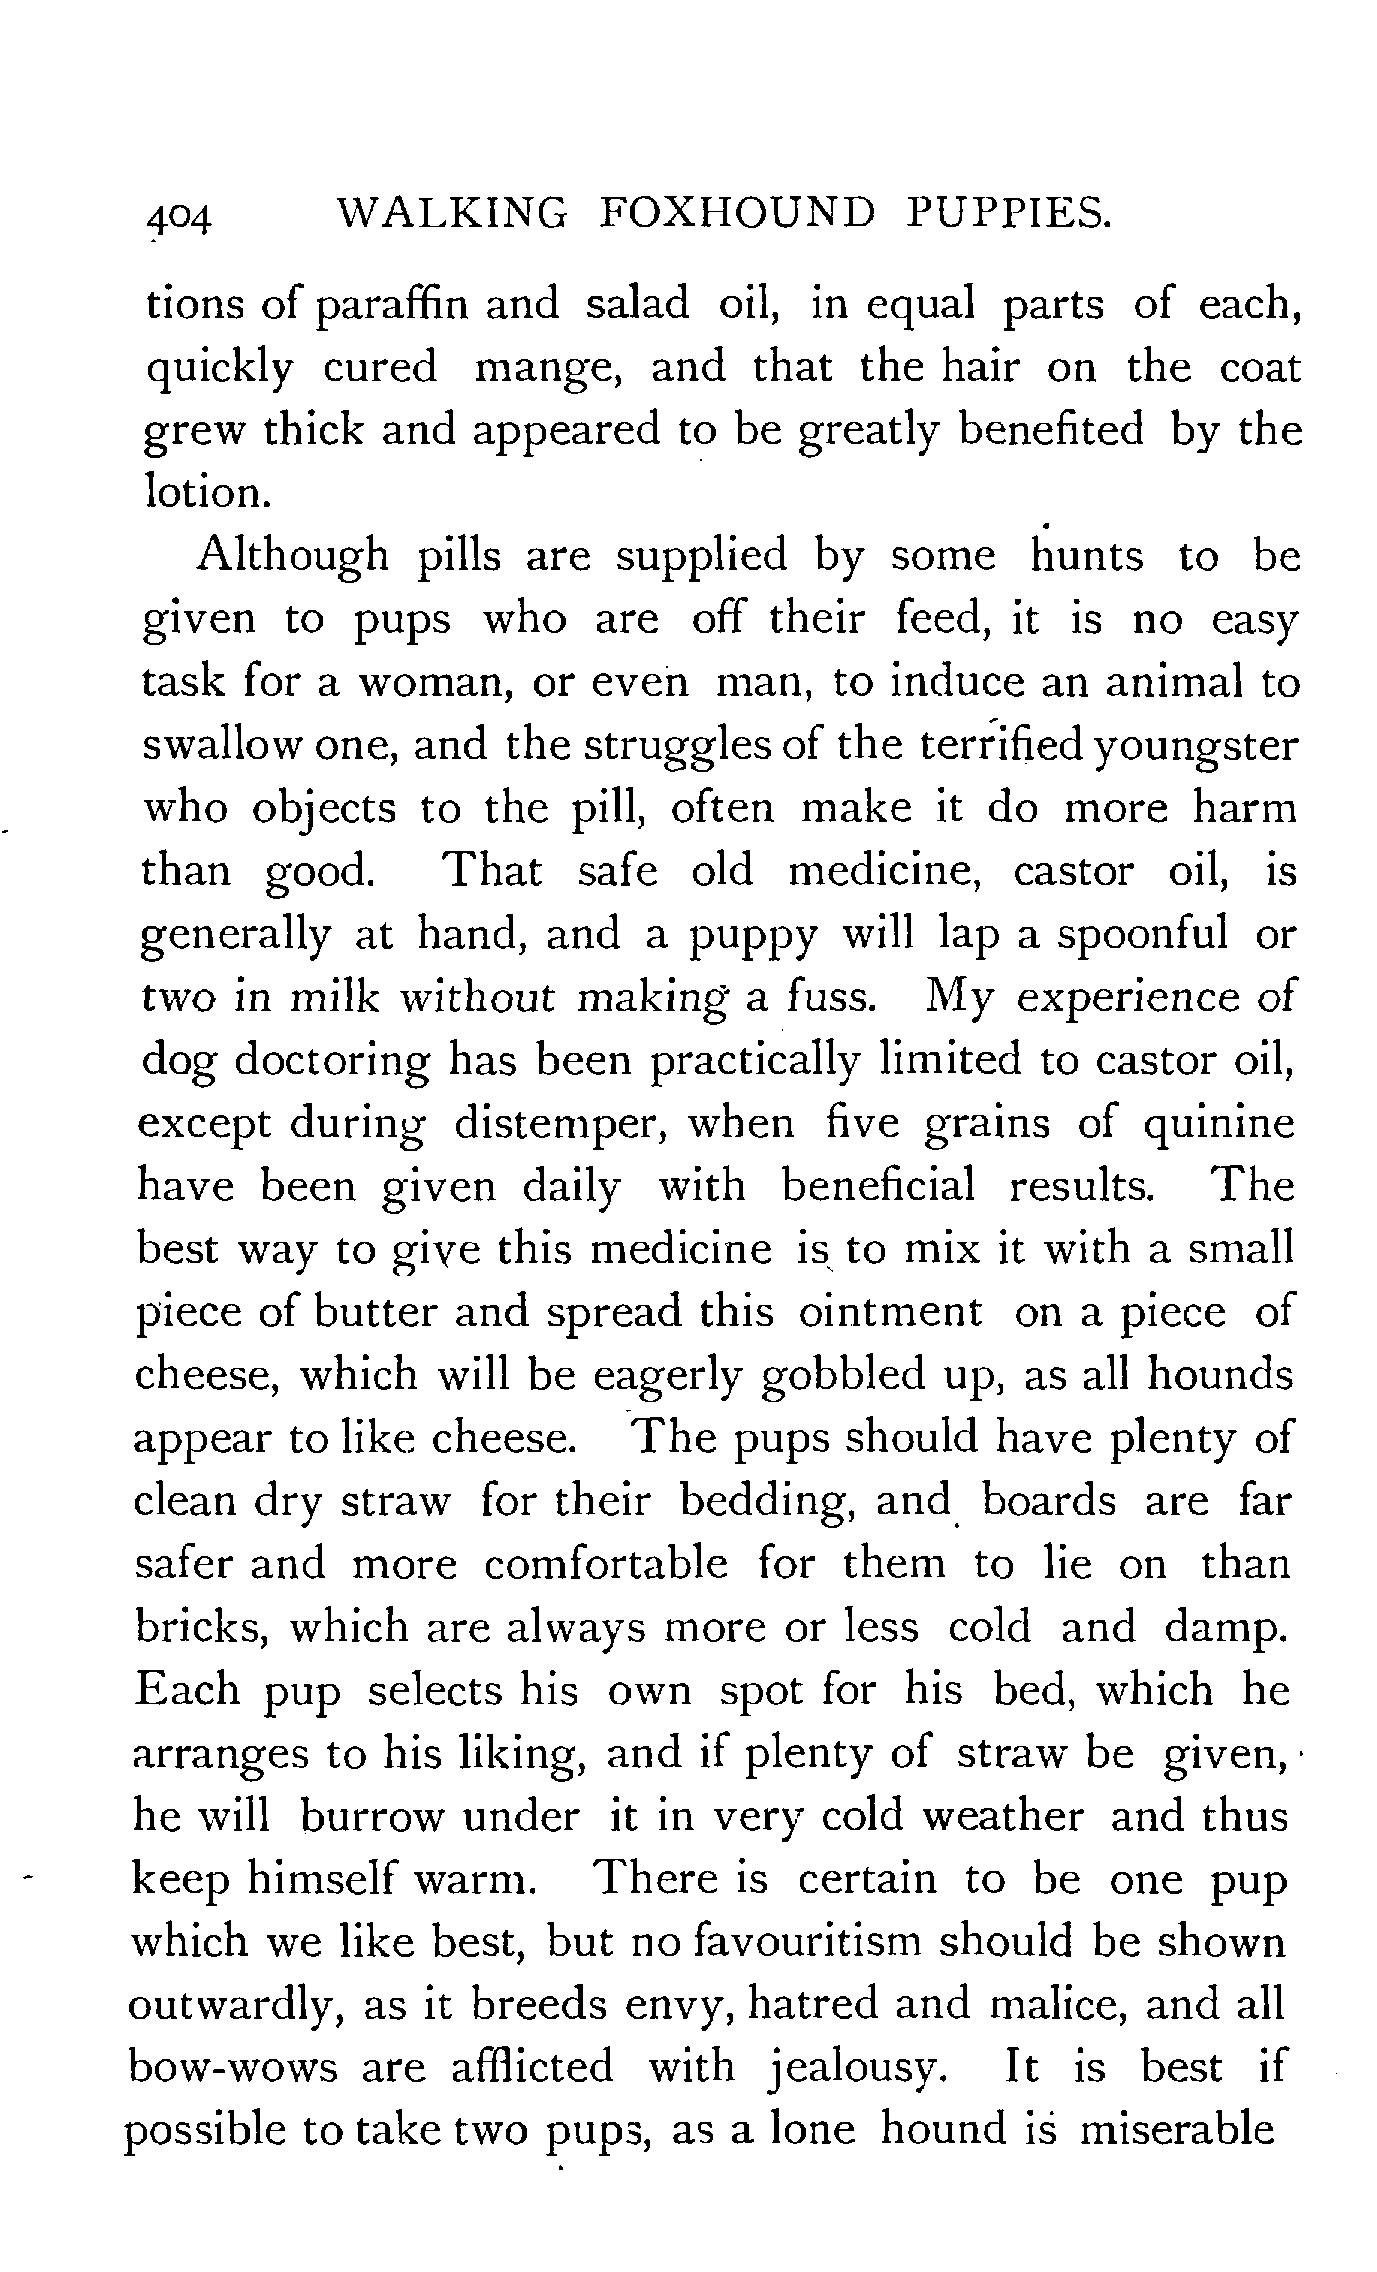 404 WALKING FOXHOUND PUPPIES.
tions of paraffin and salad oil, in equal parts of each,
quickly cured mange, and that the hair on the coat
grew thick and appeared to be greatly benefited by the
lotion.
Although pills are supplied by some hunts to be
given to pups who are off their feed, it is no easy
task for a woman, or even man, to induce an animal to
swallow one, and the struggles of the terrified youngster
who objects to the pill, often make it do more harm
than good. That safe old medicine, castor oil, is
generally at hand, and a puppy will lap a spoonful or
two in milk without making a fuss. My experience of
dog doctoring has been practically limited to castor oil,
except during distemper, when five grains of quinine
have been given daily with beneficial results. The
best way to give this medicine is to mix it with a small
piece of butter and spread this ointment on a piece of
cheese, which will be eagerly gobbled up, as all hounds
appear to like cheese. The pups should have plenty of
clean dry straw for their bedding, and boards are far
safer and more comfortable for them to lie on than
bricks, which are always more or less cold and damp.
Each pup selects his own spot for his bed, which he
arranges to his liking, and if plenty of straw be given,
he will burrow under it in very cold weather and thus
keep himself warm. There is certain to be one pup
which we like best, but no favouritism should be shown
outwardly, as it breeds envy, hatred and malice, and all
bow-wows are afflicted with jealousy. It is best if
possible to take two pups, as a lone hound is miserable